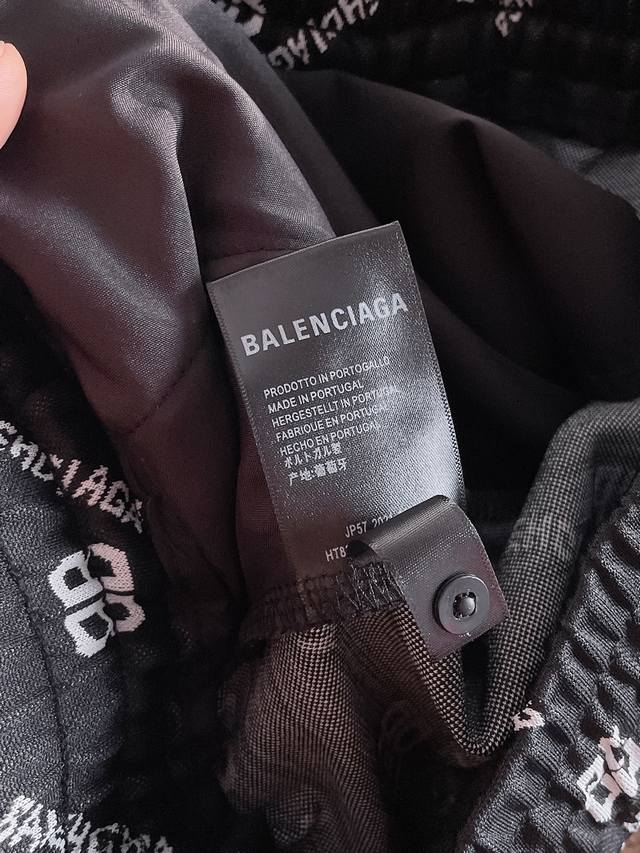 BALENCIAGA
PRODOTTO IN PORTOGALLO
MADE IN PORTUGAL
HERGESTELLT IN PORTUGAL
FABRIQUE EN PORTUGAL
HECHO EN PORTUGAL
ポルトガル製
产地:葡萄牙
JP57